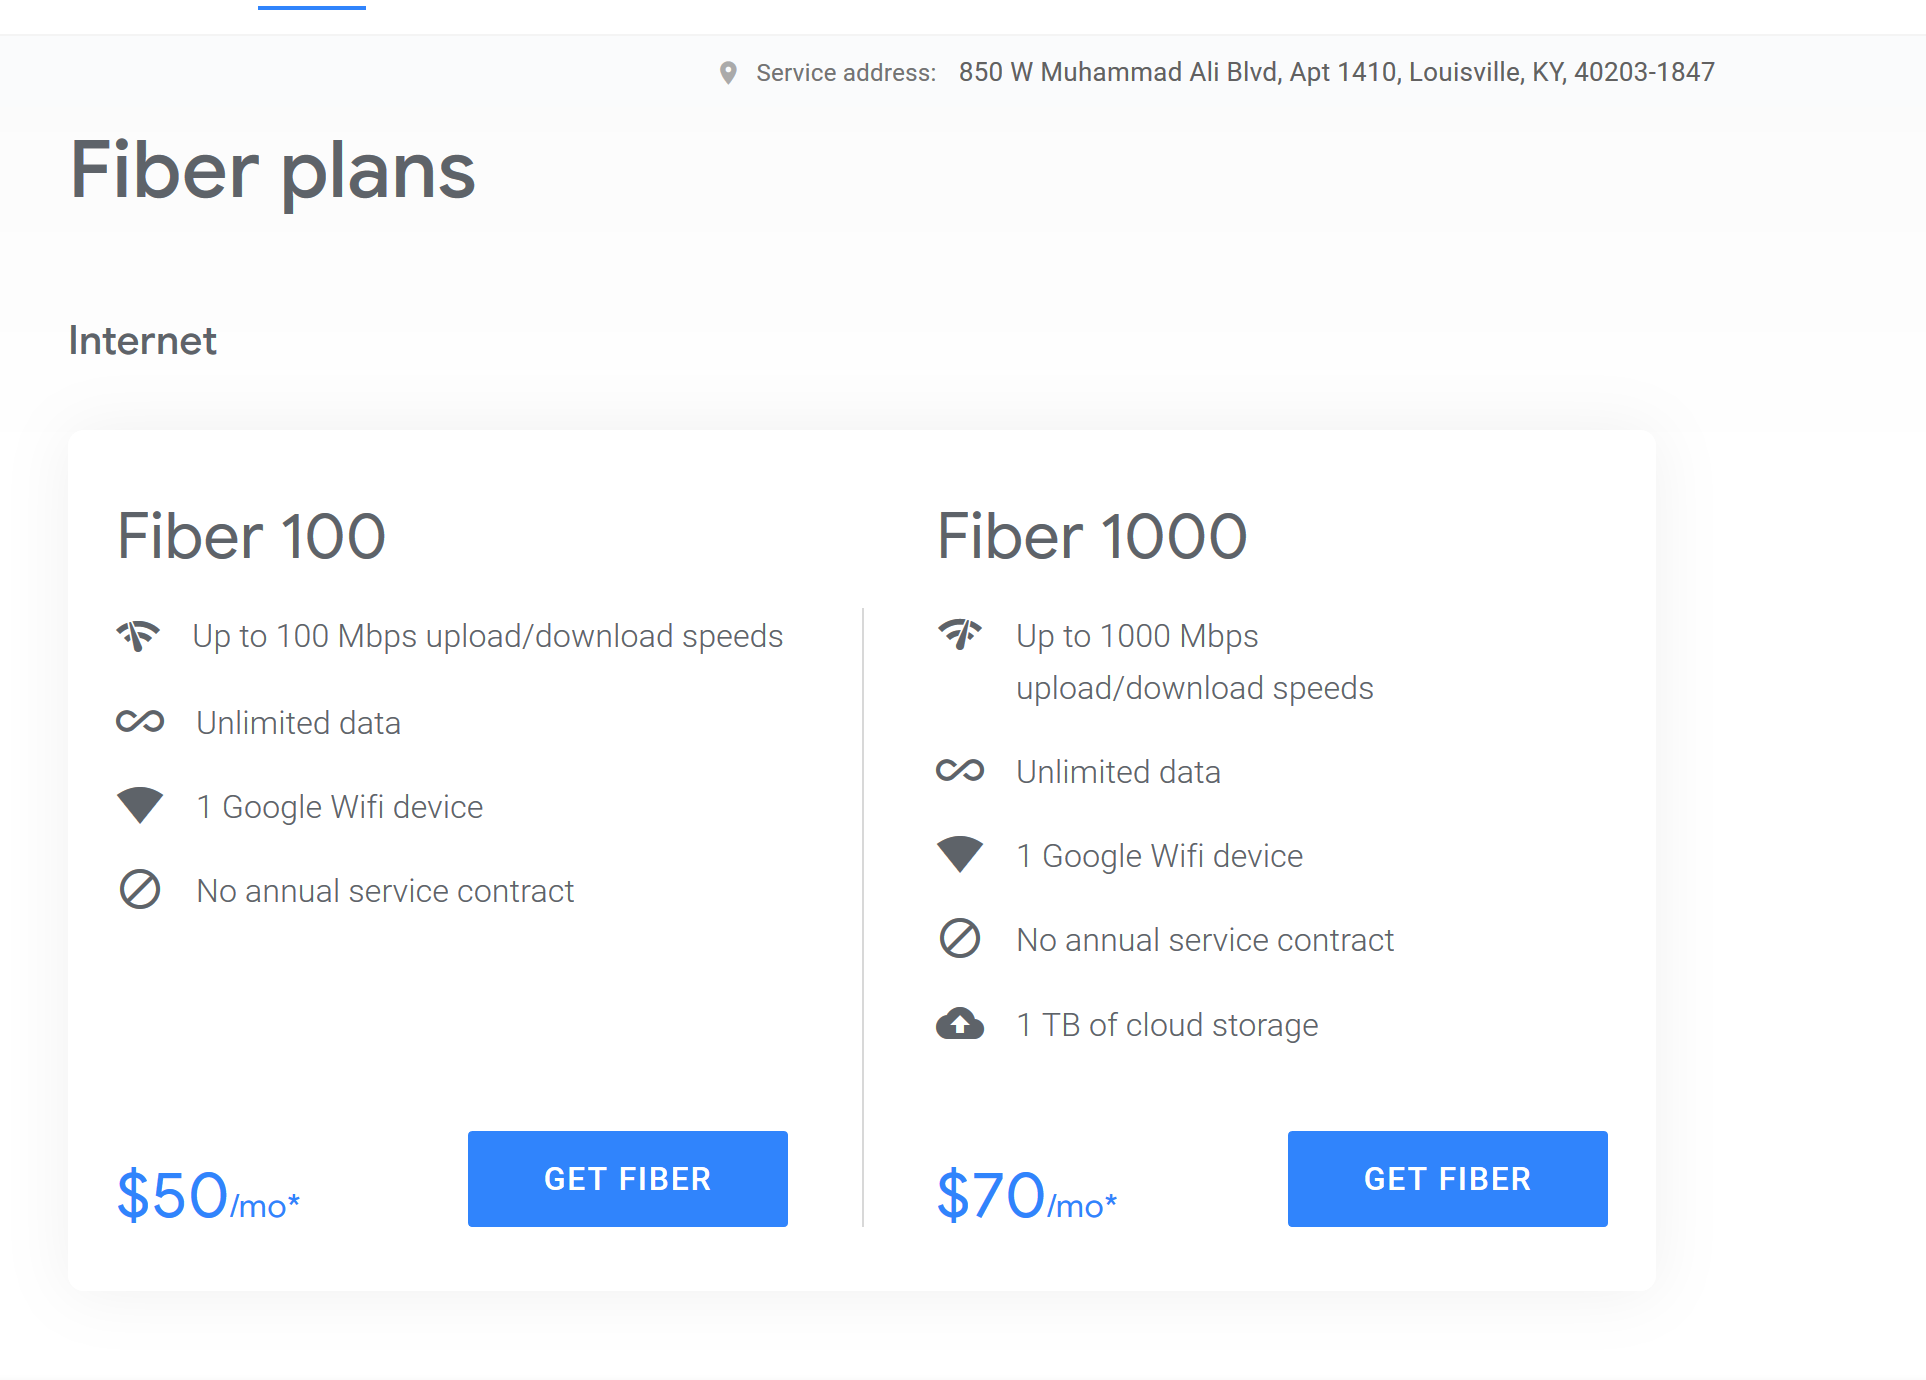 Service address: 850 W Muhammad Ali Blvd, Apt 1410, Louisville, KY, 40203-1847
Fiber plans
Internet
Fiber 100
Up to 100 Mbps upload/download speeds
Unlimited data
1 Google Wifi device
No annual service contract
$50/mo*
GET FIBER
Fiber 1000
Up to 1000 Mbps
upload/download speeds
Unlimited data
1 Google Wifi device
No annual service contract
1 TB of cloud storage
$70/mo*
GET FIBER